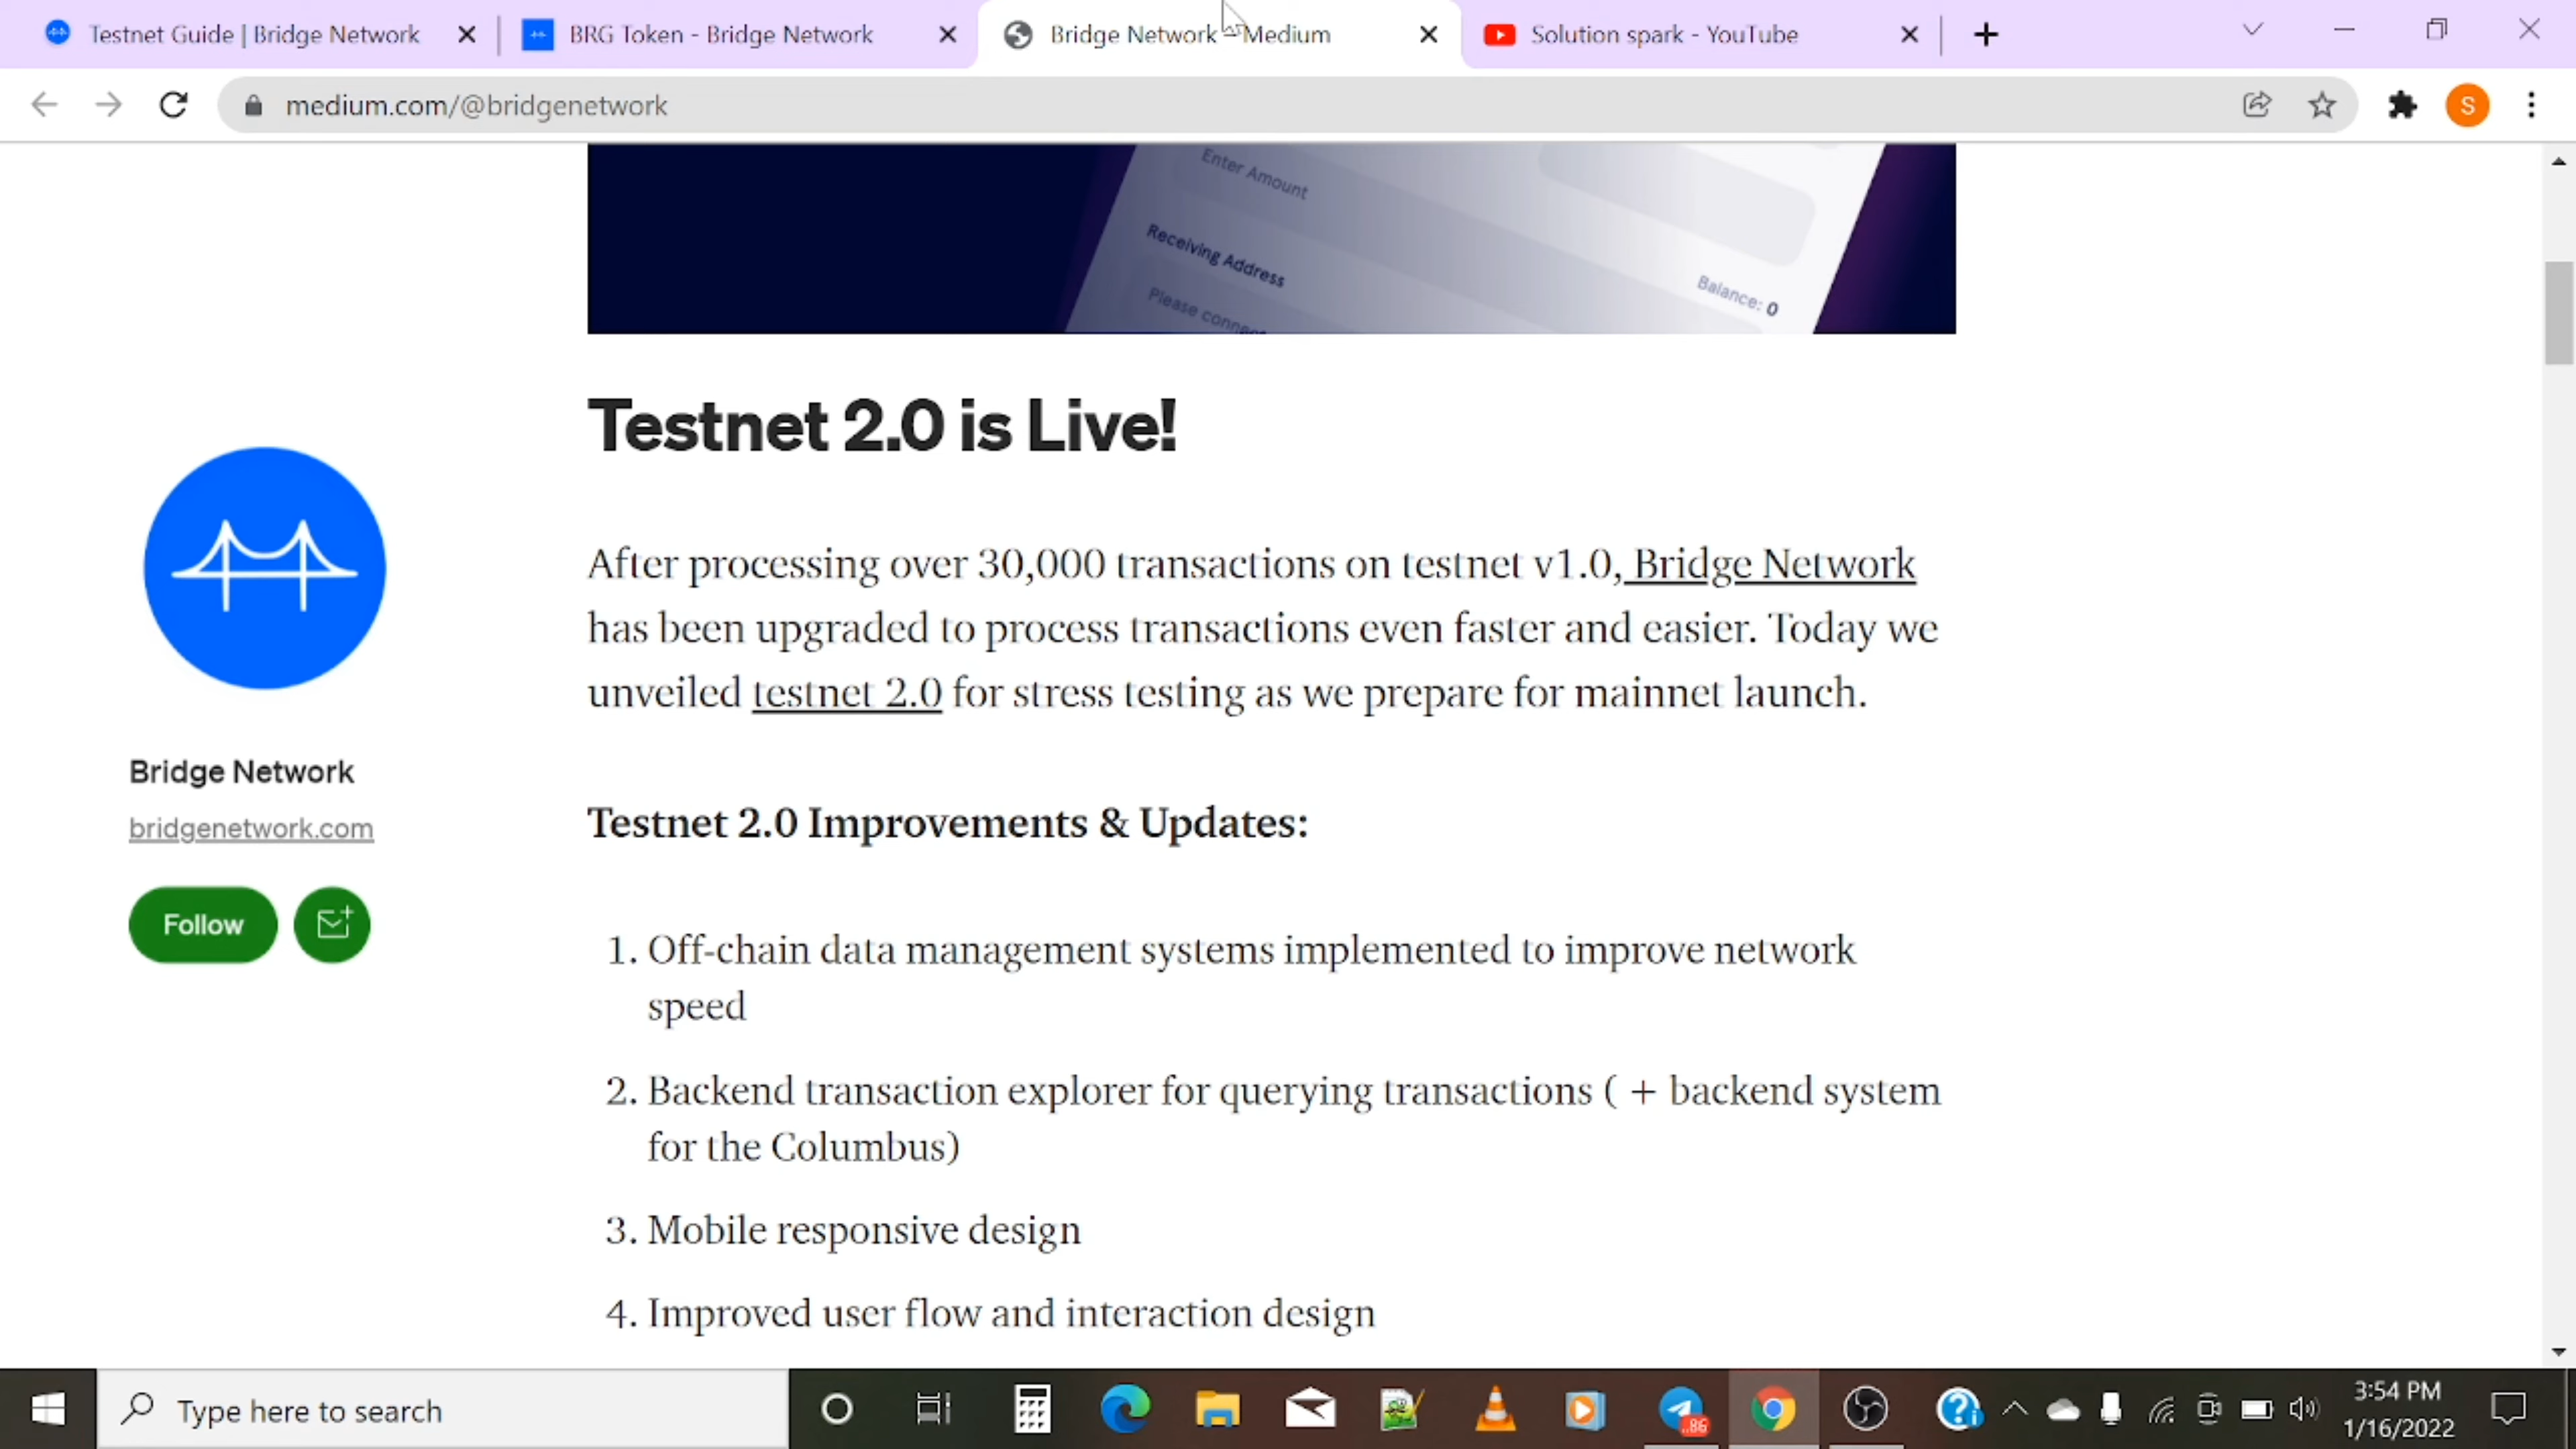 Testnet Guide | Bridge Network
BRG Token - Bridge Network
Bridge Network - Medium
Solution spark - YouTube
medium.com/@bridgenetwork
S
Enter Amount
Receiving Address
Balance: 0
Please connect
Testnet 2.0 is Live!
After processing over 30,000 transactions on testnet v1.0, Bridge Network
has been upgraded to process transactions even faster and easier. Today we
unveiled testnet 2.0 for stress testing as we prepare for mainnet launch.
Bridge Network
bridgenetwork.com
Follow
Testnet 2.0 Improvements & Updates:
1. Off-chain data management systems implemented to improve network
speed
2. Backend transaction explorer for querying transactions ( + backend system
for the Columbus)
3. Mobile responsive design
4. Improved user flow and interaction design
Type here to search
..86
3:54 PM
1/16/2022